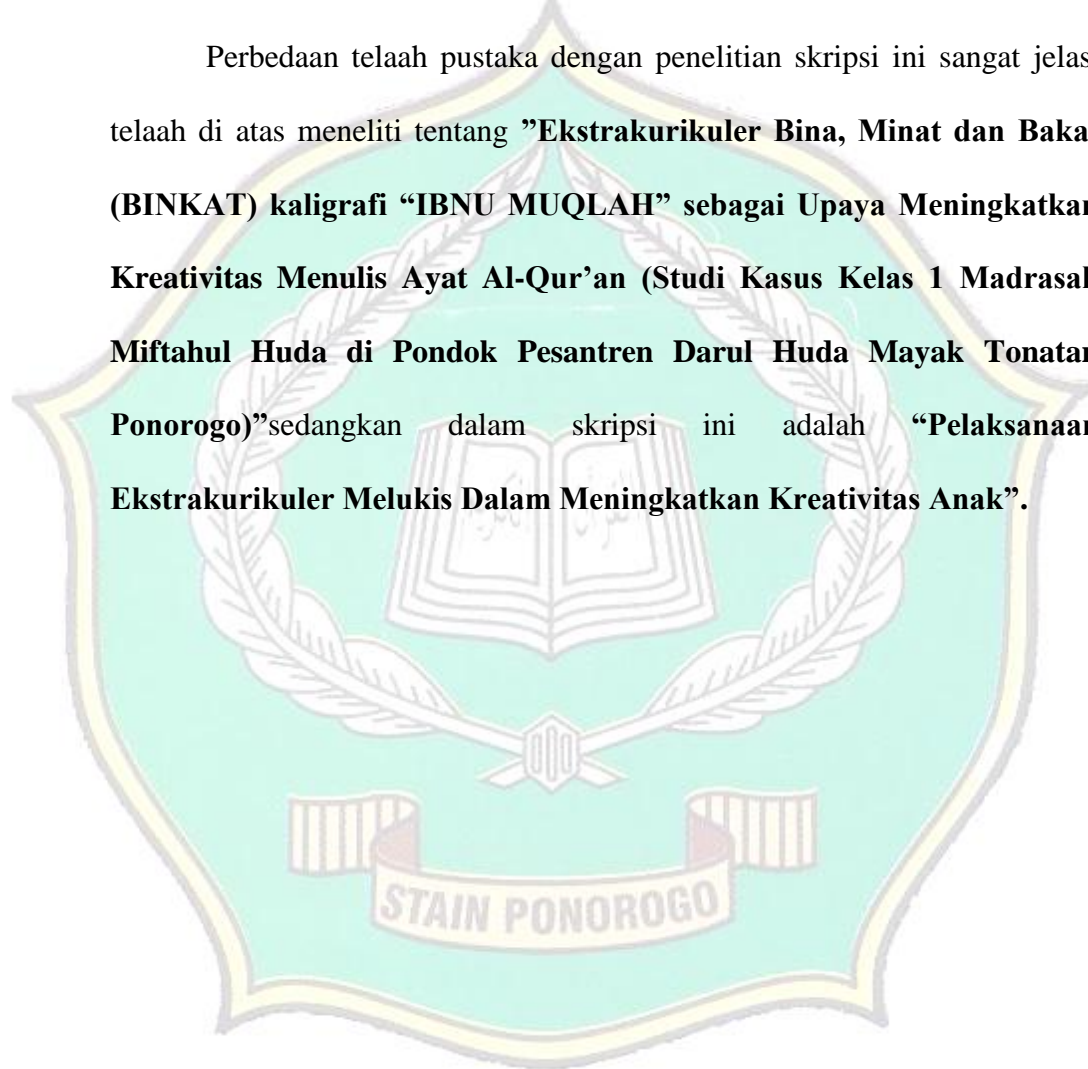 Perbedaan telaah pustaka dengan penelitian skripsi ini sangat jelas
telaah di atas meneliti tentang ”Ekstrakurikuler Bina, Minat dan Baka
(BINKAT) kaligrafi “IBNU MUQLAH” sebagai Upaya Meningkatkan
Kreativitas Menulis Ayat Al-Qur’an (Studi Kasus Kelas 1 Madrasah
Miftahul Huda di Pondok Pesantren Darul Huda Mayak Tonatan
Ponorogo)”sedangkan dalam skripsi ini adalah “Pelaksanaan
Ekstrakurikuler Melukis Dalam Meningkatkan Kreativitas Anak”.
STAIN PONOROGO